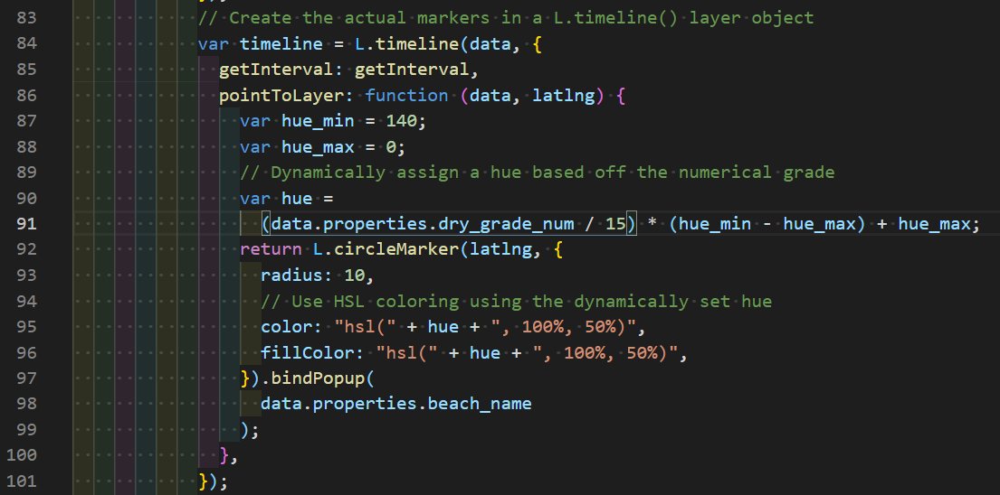 83 // Create the actual markers in a L.timeline() layer object
84 var timeline = L.timeline(data, {
85 getInterval: getInterval,
86 pointToLayer: function (data, latlng) {
87 var hue_min = 140;
88 var hue_max = 0;
89 // Dynamically assign a hue based off the numerical grade
90 var hue =
91 (data.properties.dry_grade_num / 15) * (hue_min - hue_max) + hue_max;
92 return L.circleMarker(latlng, {
93 radius: 10,
94 // Use HSL coloring using the dynamically set hue
95 color: "hsl(" + hue + ", 100%, 50%)",
96 fillColor: "hsl(" + hue + ", 100%, 50%)",
97 }).bindPopup(
98 data.properties.beach_name
99 );
100 },
101 });